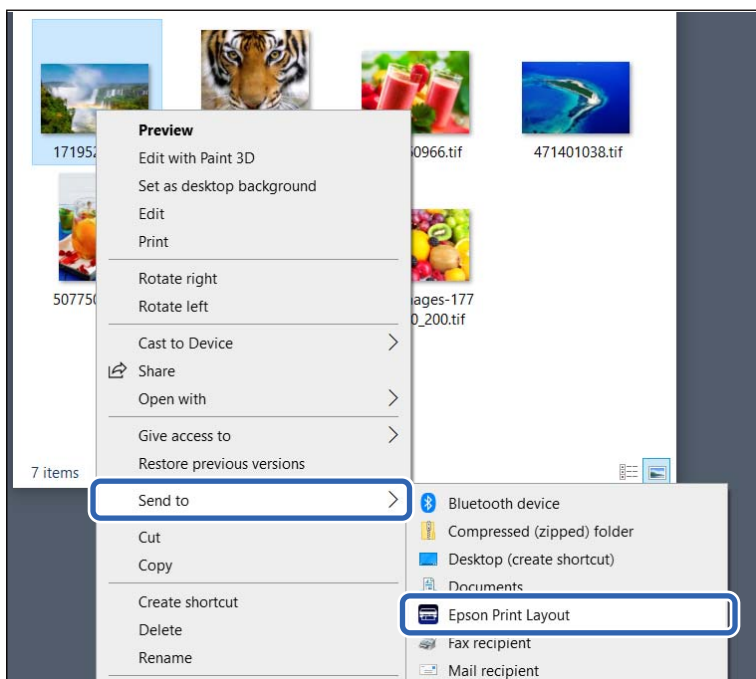 17195
0966.tif
471401038.tif
50775
ages-177
0_200.tif
7 items
Preview
Edit with Paint 3D
Set as desktop background
Edit
Print
Rotate right
Rotate left
Cast to Device
Share
Open with
Give access to
Restore previous versions
Send to
Cut
Copy
Create shortcut
Delete
Rename
Bluetooth device
Compressed (zipped) folder
Desktop (create shortcut)
Documents
Epson Print Layout
Fax recipient
Mail recipient